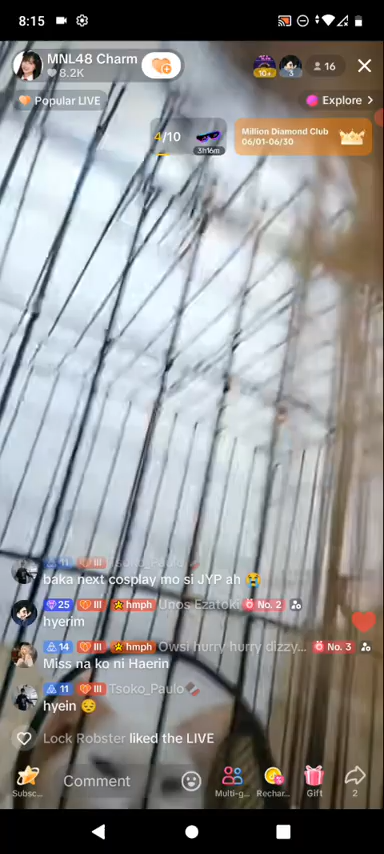 8:15
MNL48 Charm
8.2K
10+
3
16
Popular LIVE
Explore
4/10
3h16m
Million Diamond Club
06/01-06/30
11 III Tsoko_Paulo
baka next cosplay mo si JYP ah 😭
25 III hmph Unos Ezatoki No. 2
hyerim
14 III hmph Owsi hurry hurry dizzy... No. 3
Miss na ko ni Haerin
11 III Tsoko_Paulo
hyein 😔
Lock Robster liked the LIVE
Comment
Subsc...
Multi-g...
Rechar...
Gift
2